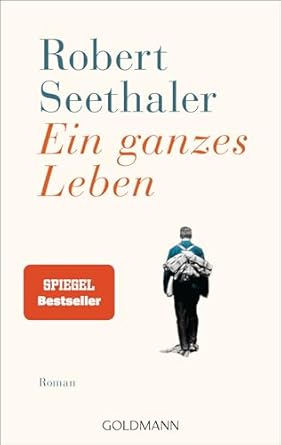 Robert
Seethaler
Ein ganzes
Leben
SPIEGEL
Bestseller
Roman
GOLDMANN